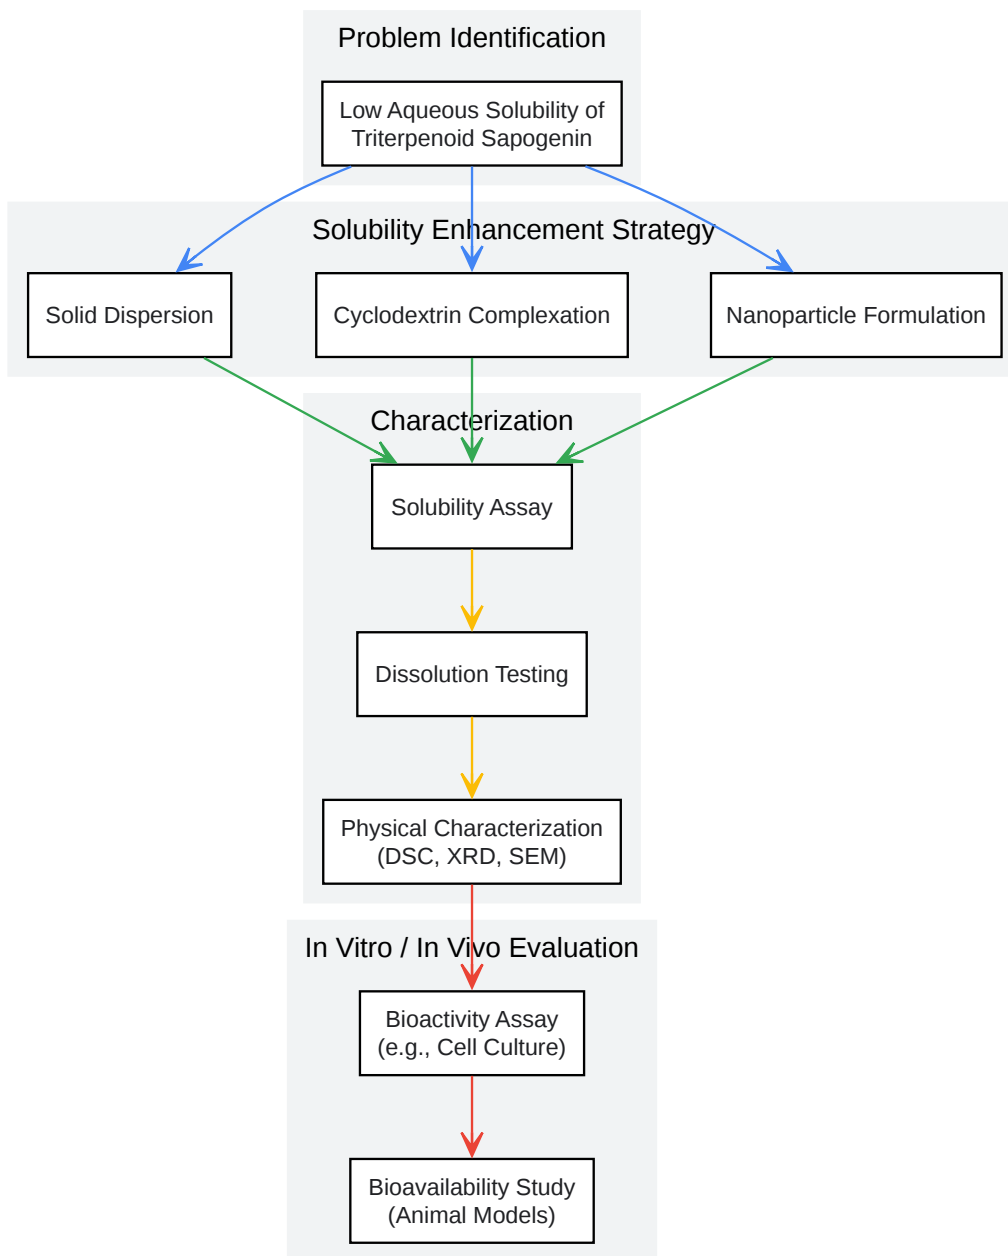 Problem Identification
Low Aqueous Solubility of
Triterpenoid Sapogenin
Solubility Enhancement Strategy
Solid Dispersion
Cyclodextrin Complexation
Nanoparticle Formulation
Characterization
Solubility Assay
Dissolution Testing
Physical Characterization
(DSC, XRD, SEM)
In Vitro / In Vivo Evaluation
Bioactivity Assay
(e.g., Cell Culture)
Bioavailability Study
(Animal Models)